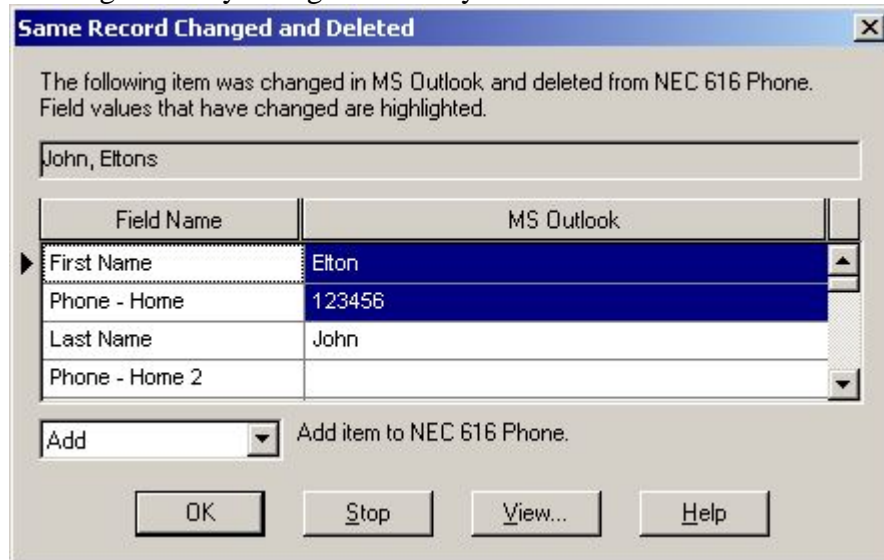 Same Record Changed and Deleted
The following item was changed in MS Outlook and deleted from NEC 616 Phone.
Field values that have changed are highlighted.
John, Eltons
Field Name MS Outlook
First Name Elton
Phone - Home 123456
Last Name John
Phone - Home 2
Add Add item to NEC 616 Phone.
OK Stop View... Help